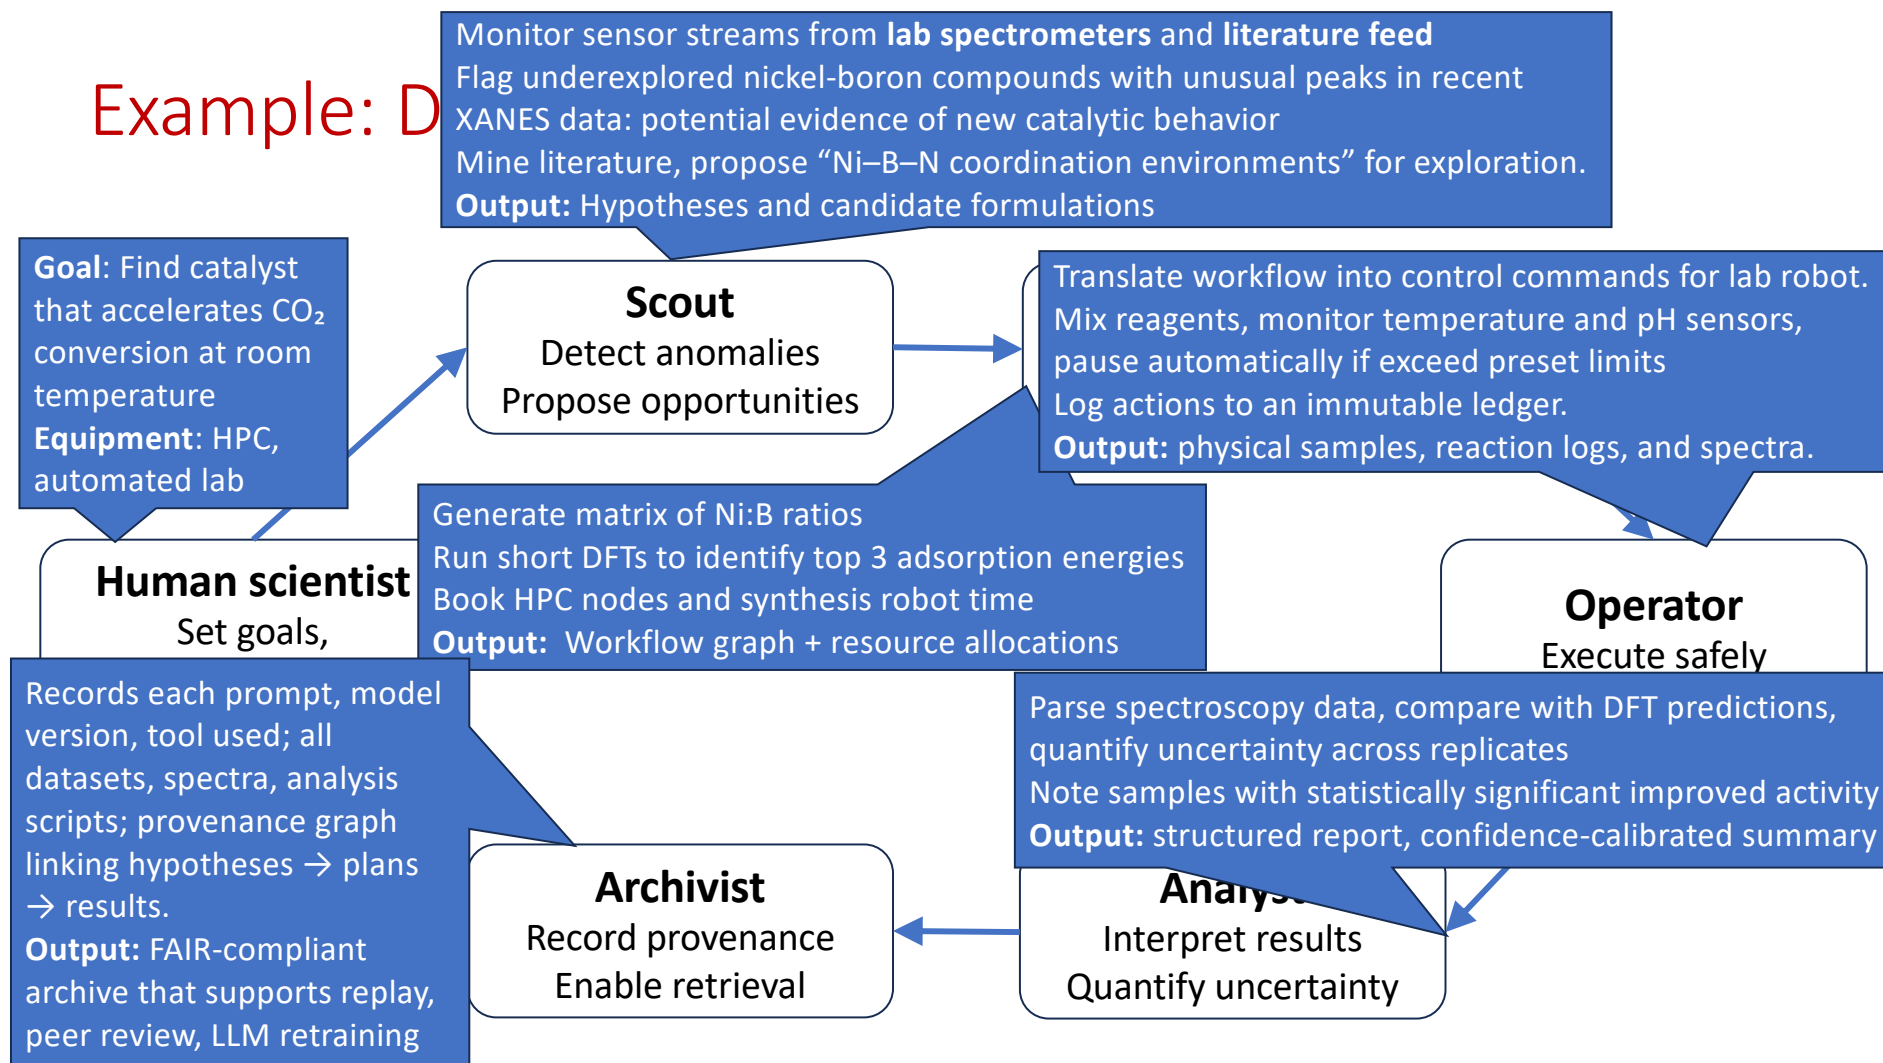 Example: D
Monitor sensor streams from lab spectrometers and literature feed
Flag underexplored nickel-boron compounds with unusual peaks in recent
XANES data: potential evidence of new catalytic behavior
Mine literature, propose “Ni–B–N coordination environments” for exploration.
Output: Hypotheses and candidate formulations
Goal: Find catalyst
that accelerates CO₂
conversion at room
temperature
Equipment: HPC,
automated lab
Scout
Detect anomalies
Propose opportunities
Translate workflow into control commands for lab robot.
Mix reagents, monitor temperature and pH sensors,
pause automatically if exceed preset limits
Log actions to an immutable ledger.
Output: physical samples, reaction logs, and spectra.
Generate matrix of Ni:B ratios
Run short DFTs to identify top 3 adsorption energies
Book HPC nodes and synthesis robot time
Output: Workflow graph + resource allocations
Human scientist
Set goals,
Operator
Execute safely
Records each prompt, model
version, tool used; all
datasets, spectra, analysis
scripts; provenance graph
linking hypotheses → plans
→ results.
Output: FAIR-compliant
archive that supports replay,
peer review, LLM retraining
Parse spectroscopy data, compare with DFT predictions,
quantify uncertainty across replicates
Note samples with statistically significant improved activity
Output: structured report, confidence-calibrated summary
Archivist
Record provenance
Enable retrieval
Analyst
Interpret results
Quantify uncertainty